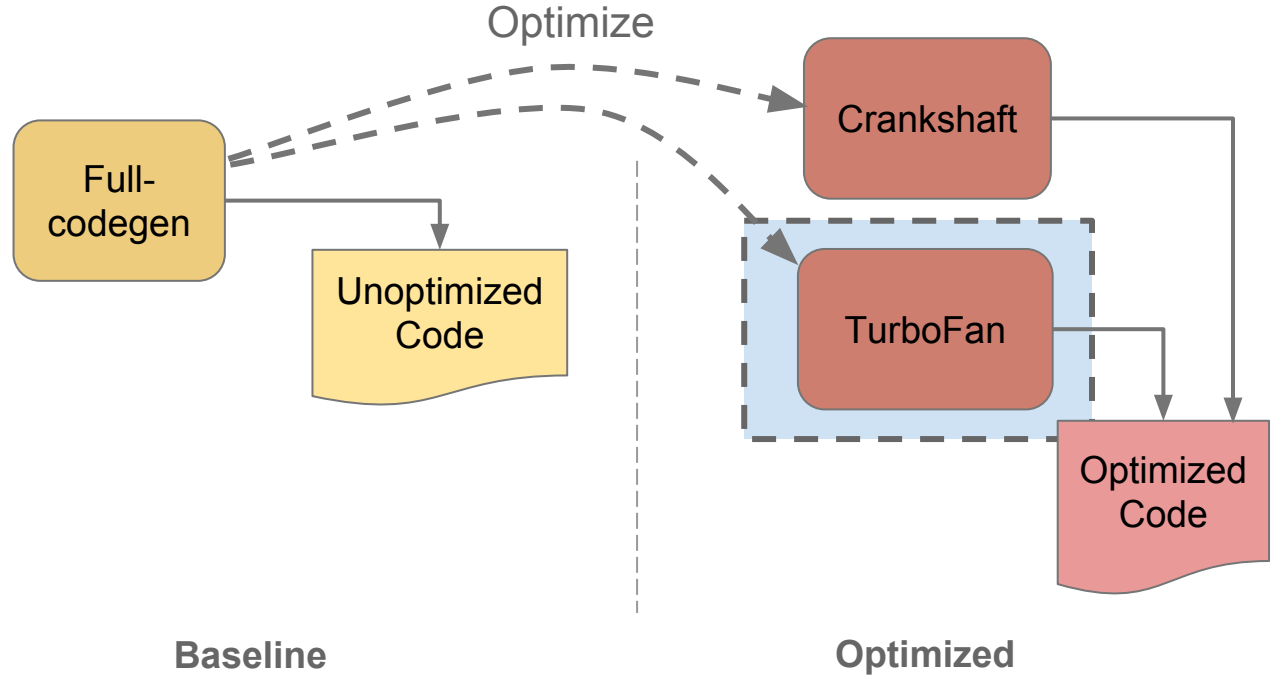 Optimize
Crankshaft
Full-
codegen
Unoptimized
Code
TurboFan
Optimized
Code
Baseline
Optimized